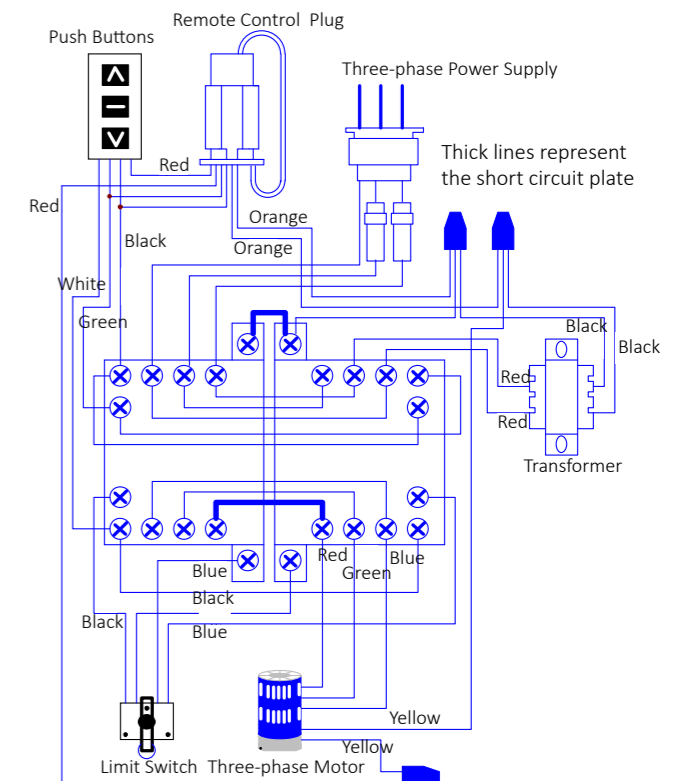 Remote Control Plug
Push Buttons
Three-phase Power Supply
Thick lines represent
the short circuit plate
Red
Red
Orange
Black
Orange
White
Green
Black
Black
Red
Red
Transformer
Red
Blue
Blue
Green
Black
Black
Blue
Yellow
Yellow
Limit Switch
Three-phase Motor